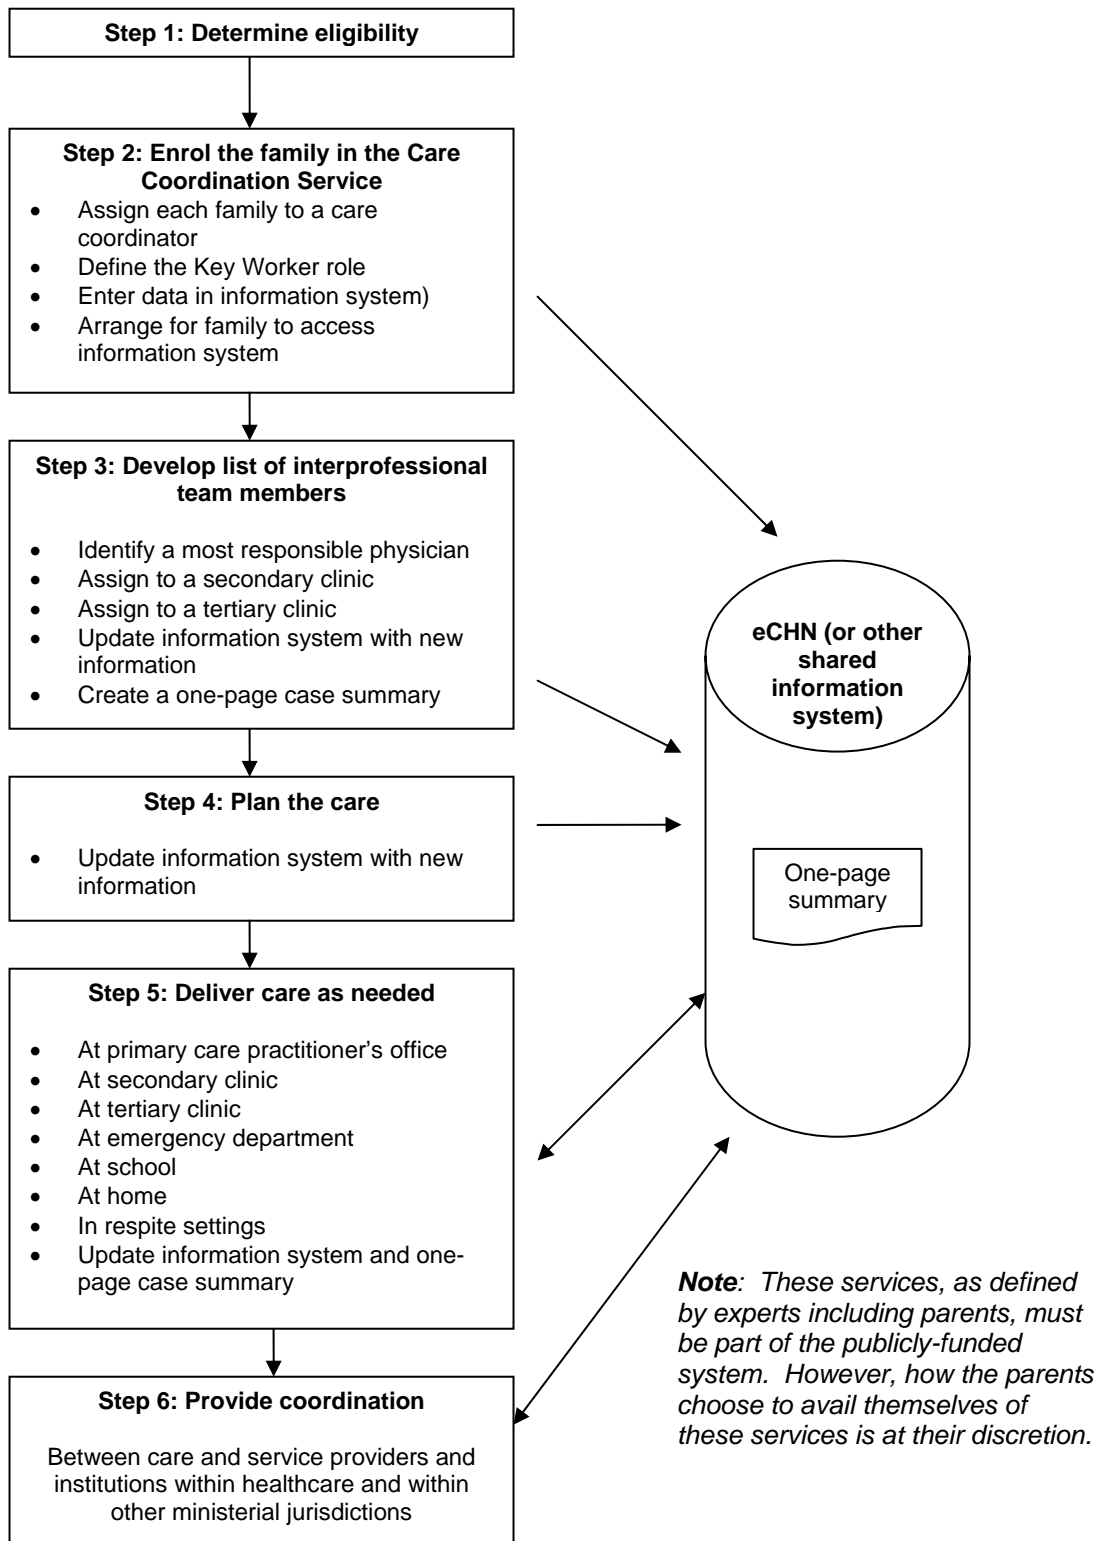 Step 1: Determine eligibility
Step 2: Enrol the family in the Care
Coordination Service
• Assign each family to a care
coordinator
• Define the Key Worker role
• Enter data in information system)
• Arrange for family to access
information system
Step 3: Develop list of interprofessional
team members
• Identify a most responsible physician
• Assign to a secondary clinic
• Assign to a tertiary clinic
• Update information system with new
information
• Create a one-page case summary
Step 4: Plan the care
• Update information system with new
information
Step 5: Deliver care as needed
• At primary care practitioner’s office
• At secondary clinic
• At tertiary clinic
• At emergency department
• At school
• At home
• In respite settings
• Update information system and one-
page case summary
Step 6: Provide coordination
Between care and service providers and
institutions within healthcare and within
other ministerial jurisdictions
eCHN (or other
shared
information
system)
One-page
summary
Note: These services, as defined
by experts including parents, must
be part of the publicly-funded
system. However, how the parents
choose to avail themselves of
these services is at their discretion.